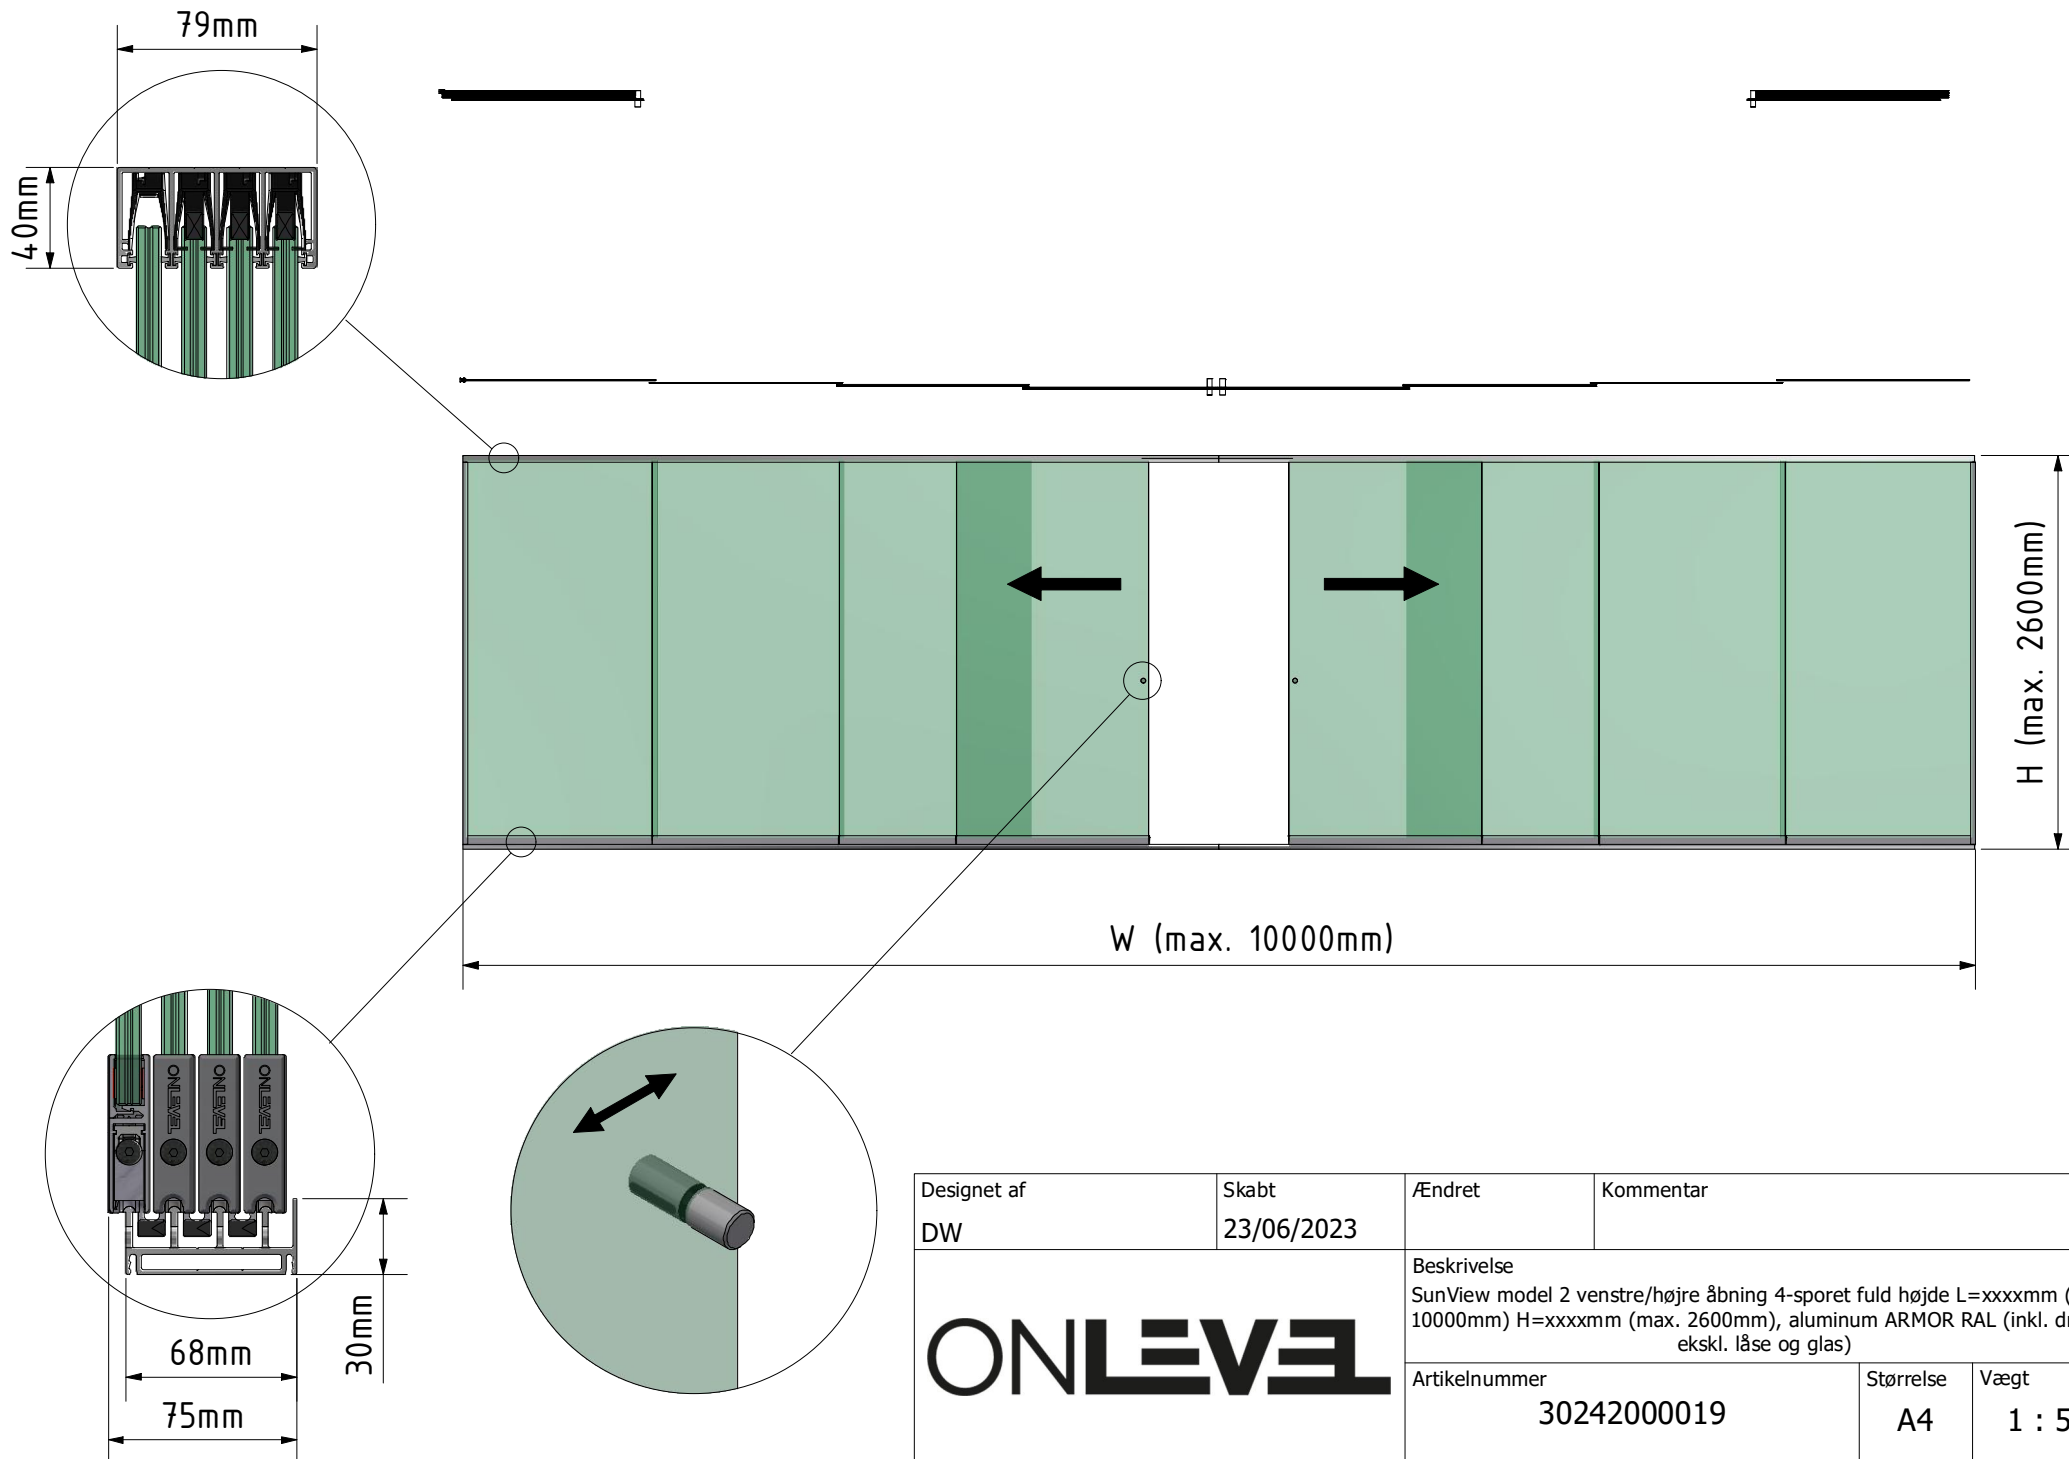 79mm
40mm
H (max. 2600mm)
W (max. 10000mm)
ONLEVEL
ONLEVEL
ONLEVEL
30mm
68mm
75mm
Designet af
DW
Skabt
23/06/2023
Ændret
Kommentar
ONLEVEL
Beskrivelse
SunView model 2 venstre/højre åbning 4-sporet fuld højde L=xxxxmm (
10000mm) H=xxxxmm (max. 2600mm), aluminum ARMOR RAL (inkl.
ekskl. låse og glas)
Artikelnummer
30242000019
Størrelse
A4
Vægt
1 : 5